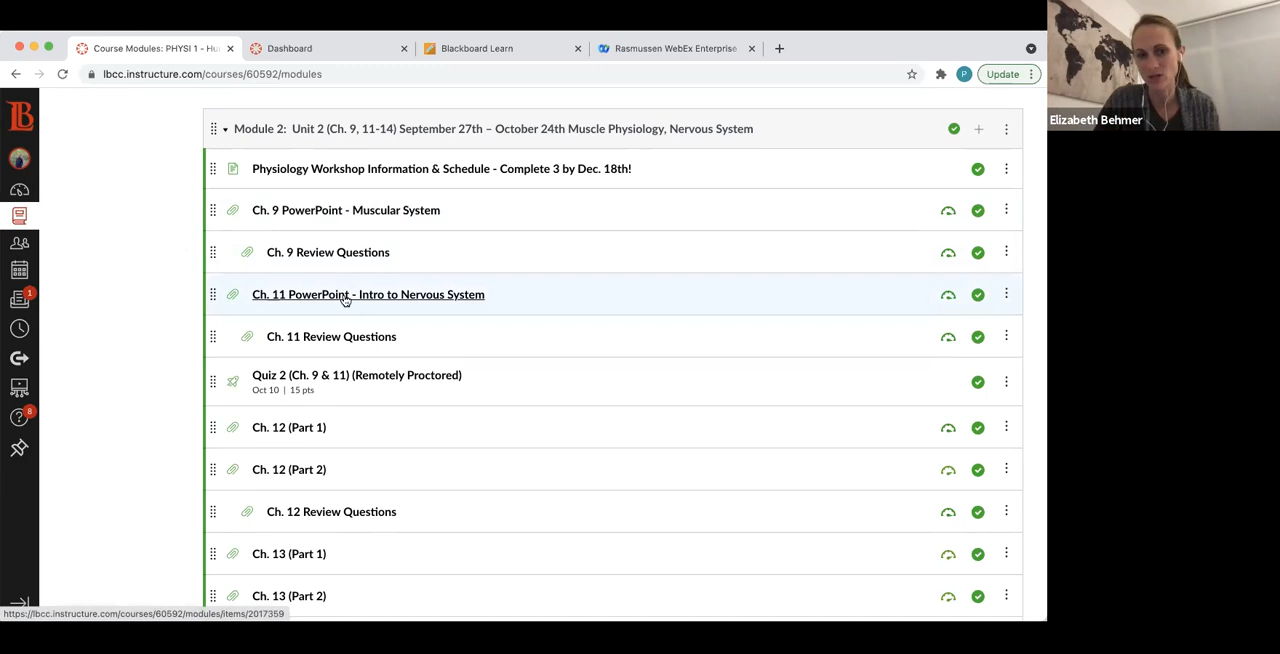 Course Modules: PHYSI 1 - Hu
Dashboard
Blackboard Learn
Rasmussen WebEx Enterprise
lbcc.instructure.com/courses/60592/modules
P
Update
Elizabeth Behmer
Module 2: Unit 2 (Ch. 9, 11-14) September 27th – October 24th Muscle Physiology, Nervous System
Physiology Workshop Information & Schedule - Complete 3 by Dec. 18th!
Ch. 9 PowerPoint - Muscular System
Ch. 9 Review Questions
Ch. 11 PowerPoint - Intro to Nervous System
1
Ch. 11 Review Questions
Quiz 2 (Ch. 9 & 11) (Remotely Proctored)
Oct 10 | 15 pts
8
Ch. 12 (Part 1)
Ch. 12 (Part 2)
Ch. 12 Review Questions
Ch. 13 (Part 1)
Ch. 13 (Part 2)
https://lbcc.instructure.com/courses/60592/modules/items/2017359